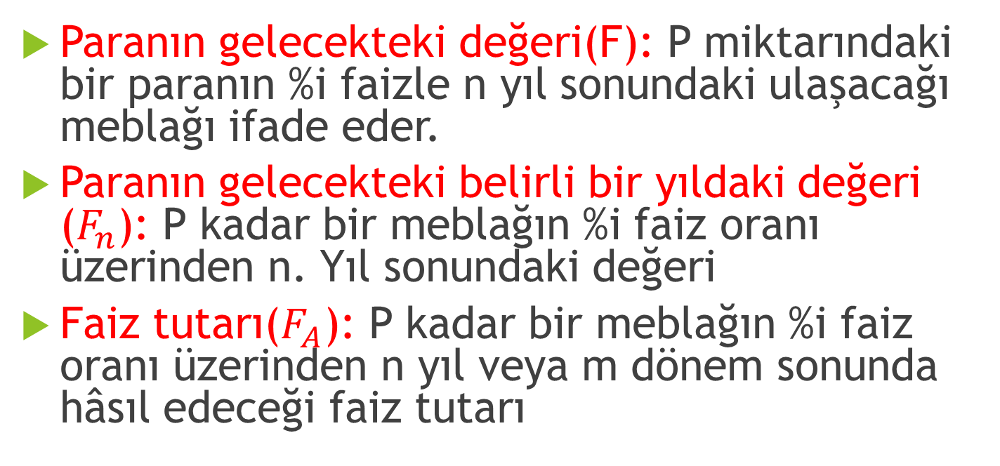 Paranın gelecekteki değeri(F): P miktarındaki
bir paranın %i faizle n yıl sonundaki ulaşacağı
meblağı ifade eder.
Paranın gelecekteki belirli bir yıldaki değeri
(Fₙ): P kadar bir meblağın %i faiz oranı
üzerinden n. Yıl sonundaki değeri
Faiz tutarı(F_A): P kadar bir meblağın %i faiz
oranı üzerinden n yıl veya m dönem sonunda
hâsıl edeceği faiz tutarı